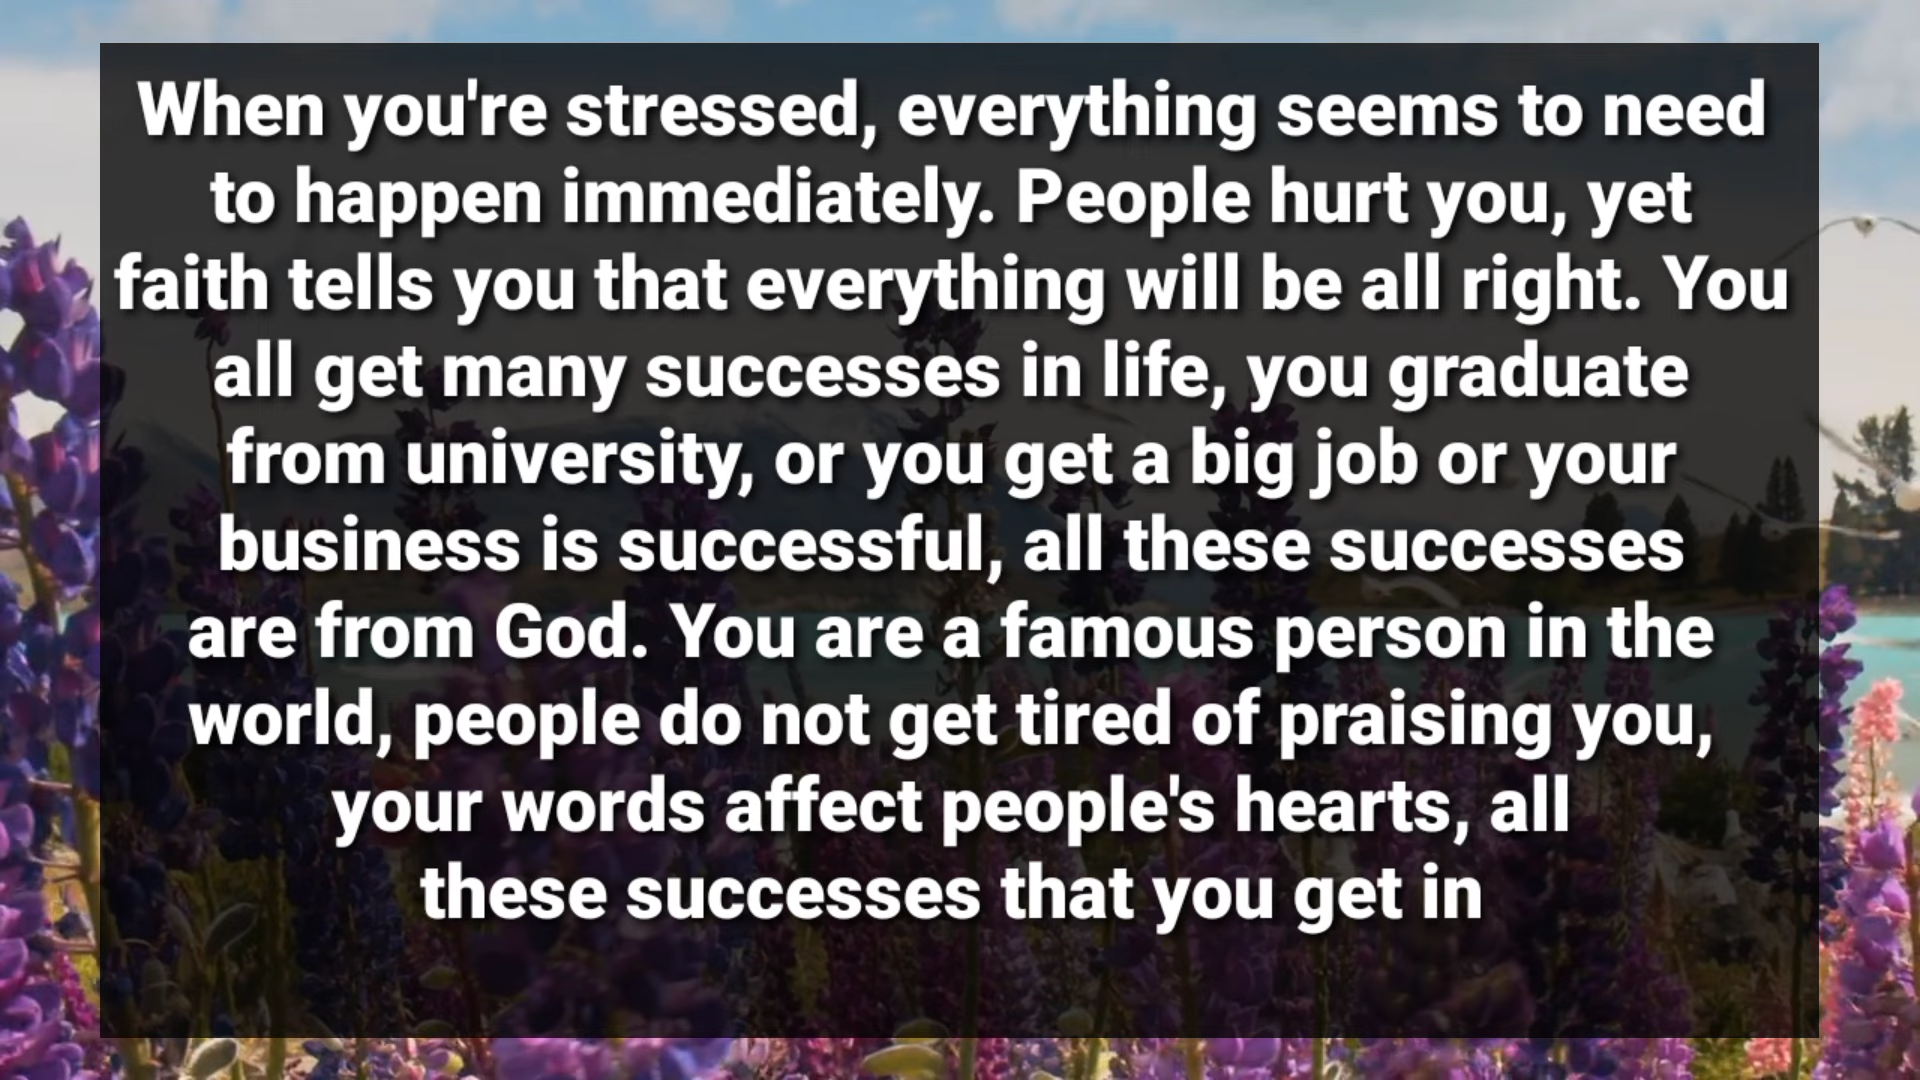 When you're stressed, everything seems to need
to happen immediately. People hurt you, yet
faith tells you that everything will be all right. You
all get many successes in life, you graduate
from university, or you get a big job or your
business is successful, all these successes
are from God. You are a famous person in the
world, people do not get tired of praising you,
your words affect people's hearts, all
these successes that you get in